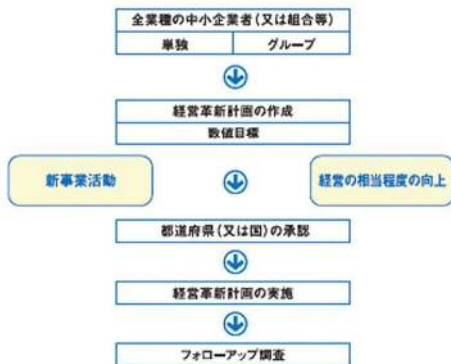 全業種の中小企業者(又は組合等)
単独
グループ
経営革新計画の作成
数値目標
新事業活動
経営の相当程度の向上
都道府県(又は国)の承認
経営革新計画の実施
フォローアップ調査